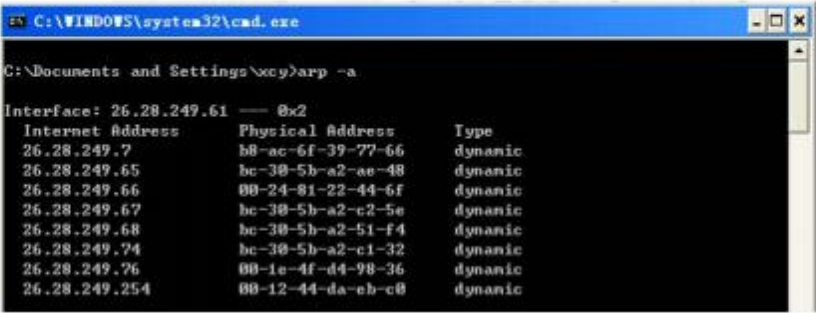 C:\WINDOWS\system32\cmd.exe
C:\Documents and Settings\xcy>arp -a
Interface: 26.28.249.61 --- 0x2
Internet Address Physical Address Type
26.28.249.7 b8-ac-6f-39-77-66 dynamic
26.28.249.65 bc-30-5b-a2-ae-48 dynamic
26.28.249.66 00-24-81-22-44-6f dynamic
26.28.249.67 bc-30-5b-a2-c2-5e dynamic
26.28.249.68 bc-30-5b-a2-51-f4 dynamic
26.28.249.74 bc-30-5b-a2-c1-32 dynamic
26.28.249.76 00-1e-4f-d4-98-36 dynamic
26.28.249.254 00-12-44-da-eb-c0 dynamic